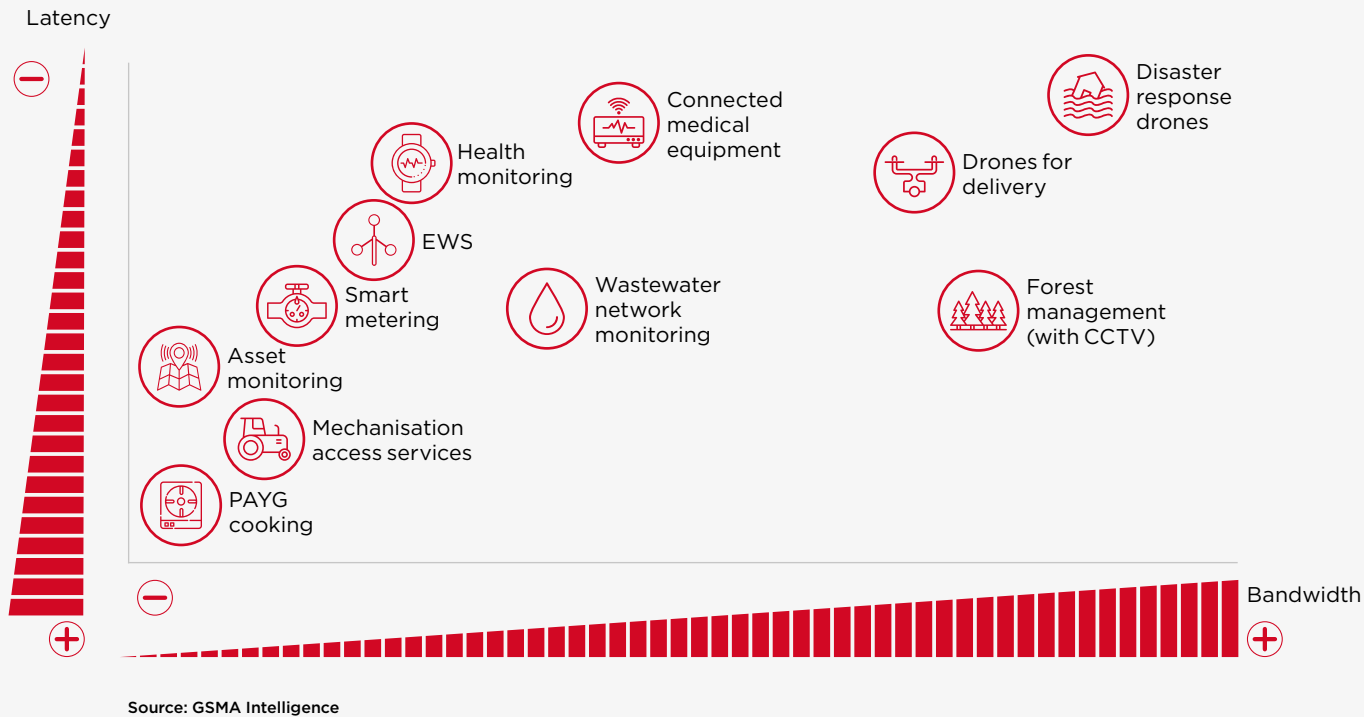 Latency
Disaster
response
drones
Connected
medical
equipment
Health
monitoring
Drones for
delivery
EWS
Smart
metering
Wastewater
network
monitoring
Forest
management
(with CCTV)
Asset
monitoring
Mechanisation
access services
PAYG
cooking
Bandwidth
Source: GSMA Intelligence